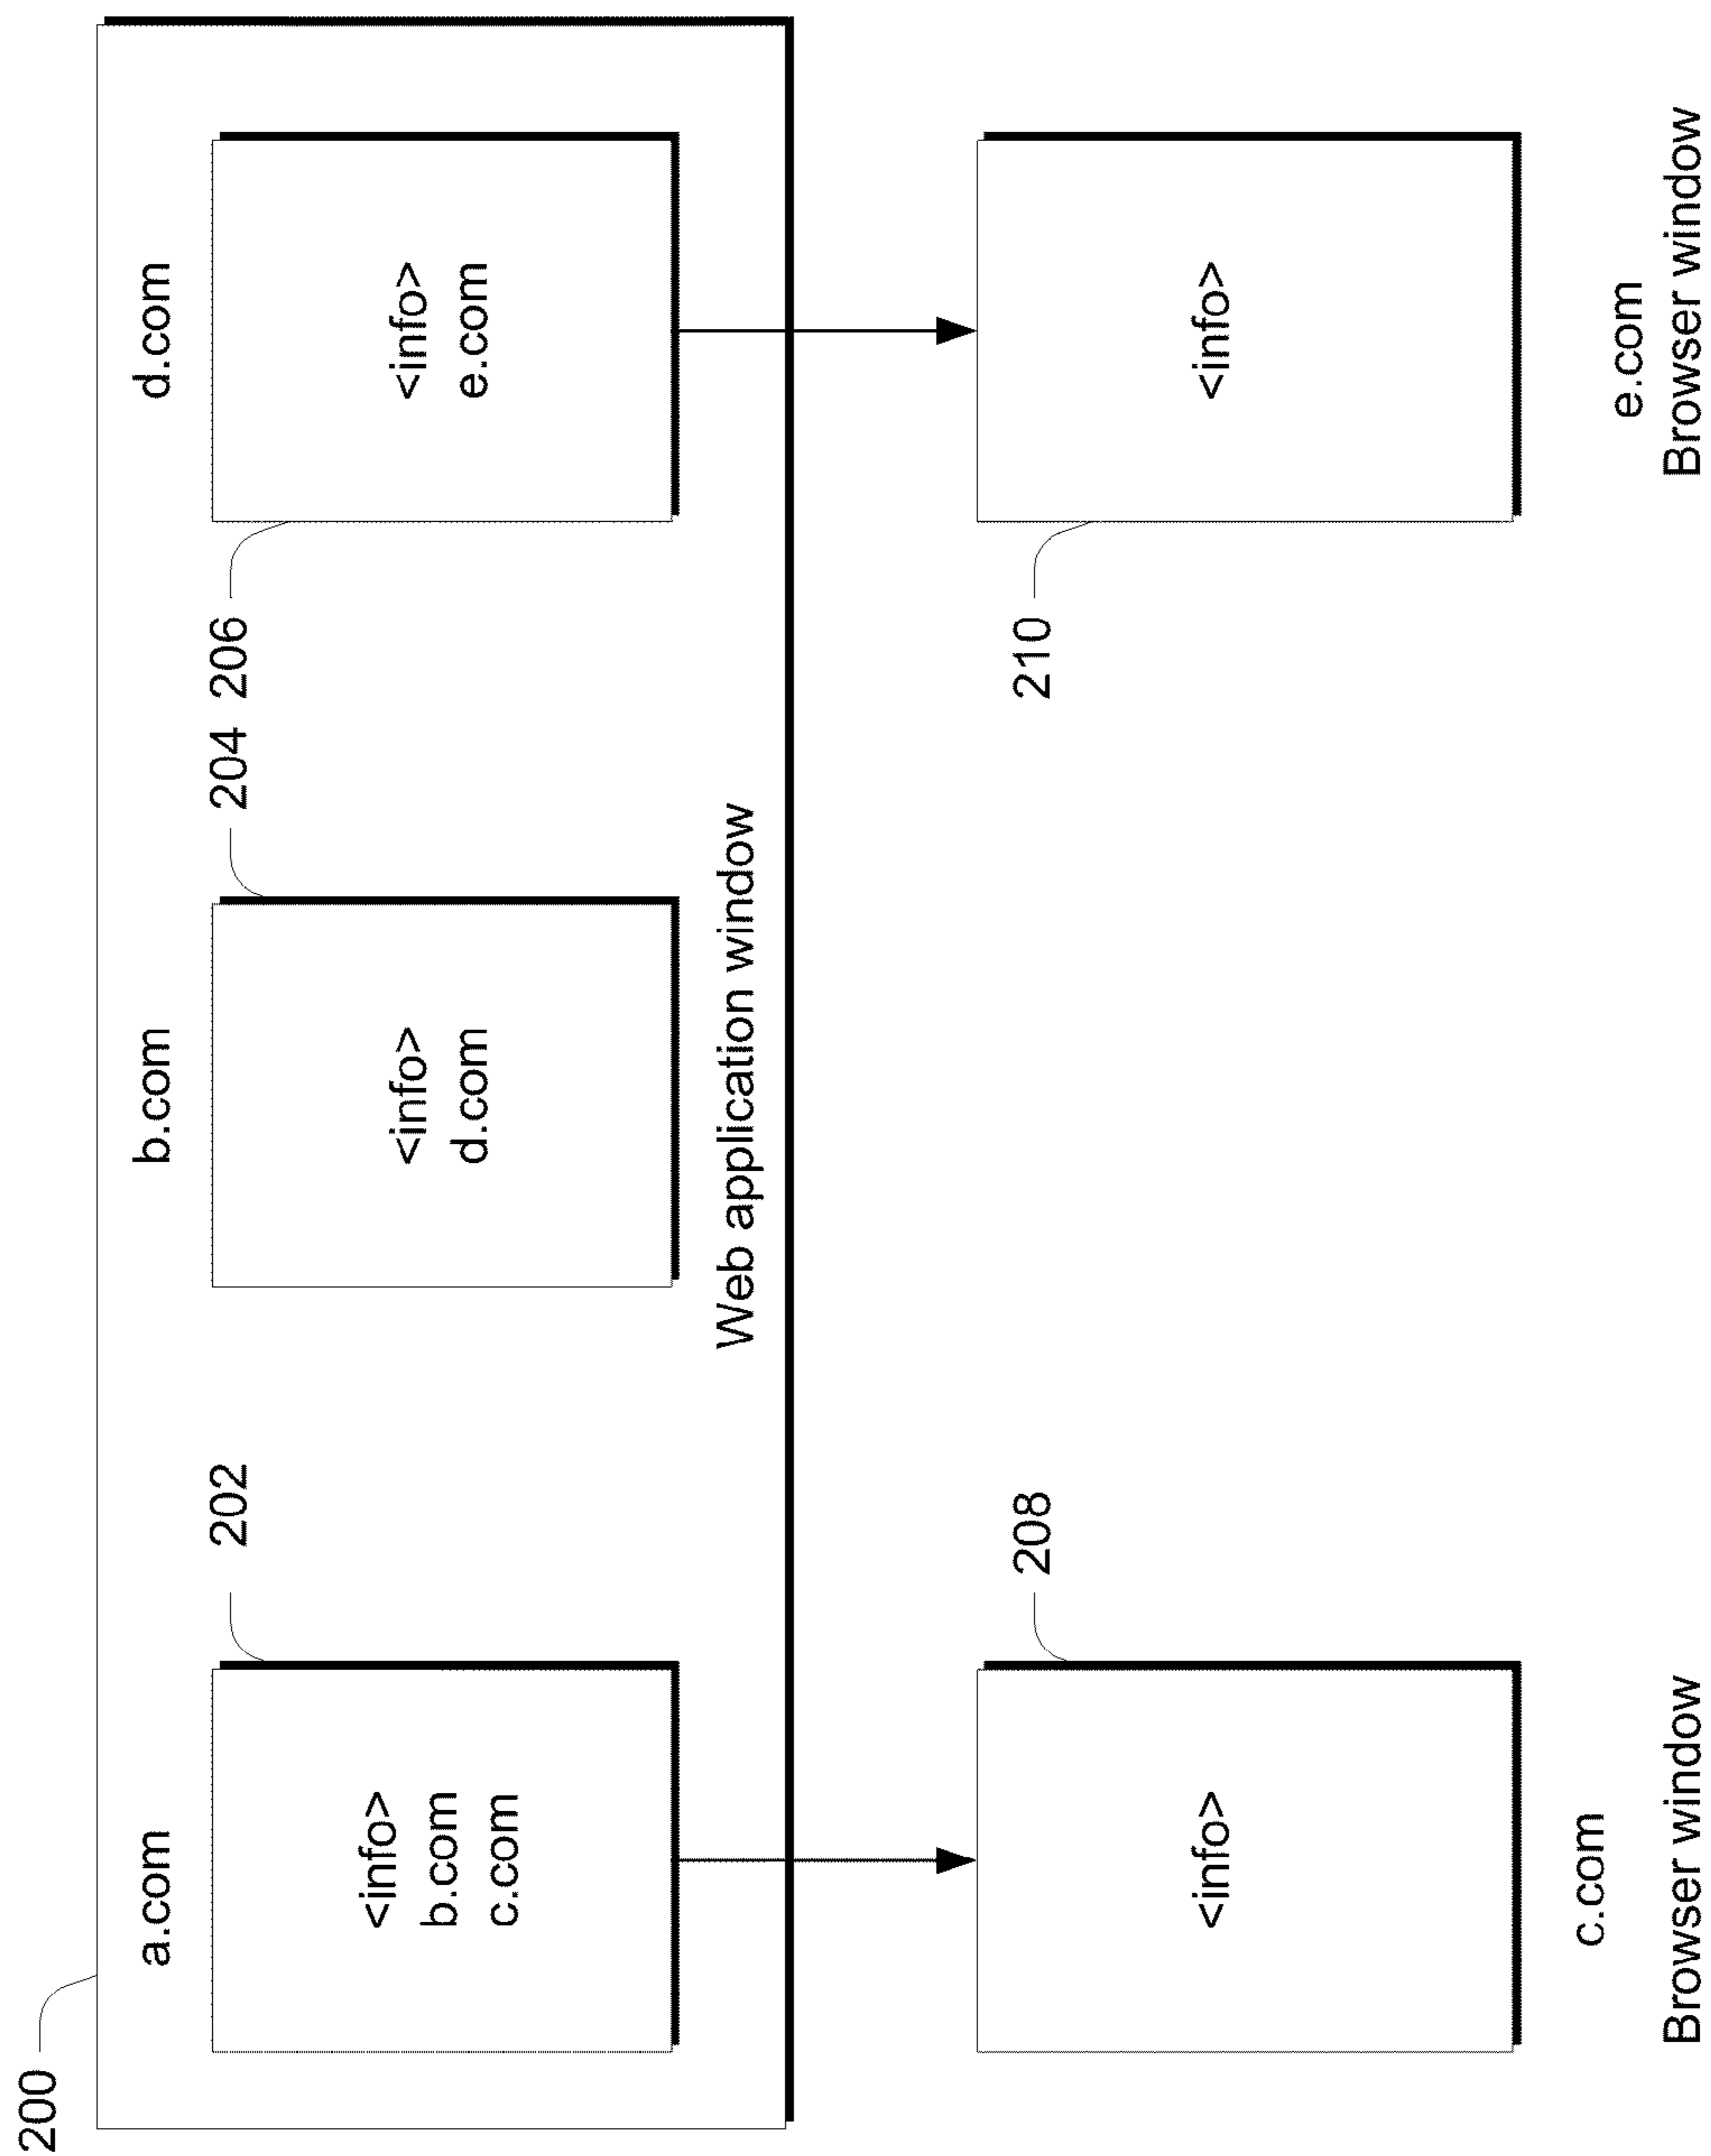 200
a.com
b.com
d.com
202
204
206
<info>
b.com
c.com
<info>
d.com
<info>
e.com
Web application window
208
210
<info>
<info>
c.com
e.com
Browser window
Browser window